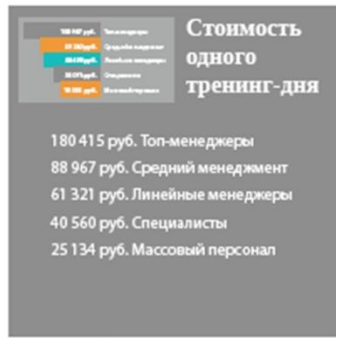 Стоимость
одного
тренинг-дня
180 415 руб. Топ-менеджеры
88 967 руб. Средний менеджмент
61 321 руб. Линейные менеджеры
40 560 руб. Специалисты
25 134 руб. Массовый персонал